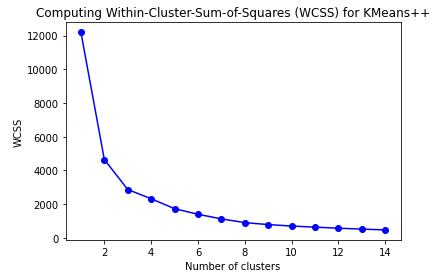 Computing Within-Cluster-Sum-of-Squares (WCSS) for KMeans++
12000
10000
8000
6000
4000
2000
0
WCSS
2 4 6 8 10 12 14
Number of clusters